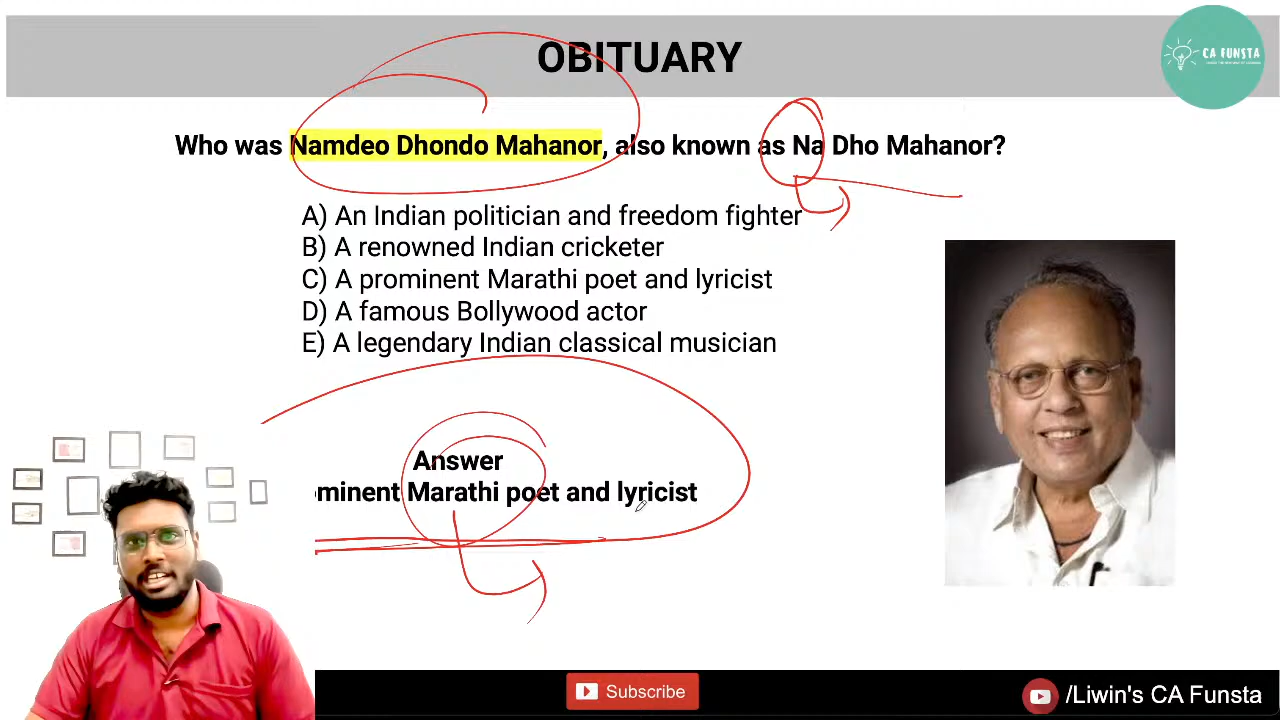 OBITUARY
CA FUNSTA
Who was Namdeo Dhondo Mahanor, also known as Na Dho Mahanor?
A) An Indian politician and freedom fighter
B) A renowned Indian cricketer
C) A prominent Marathi poet and lyricist
D) A famous Bollywood actor
E) A legendary Indian classical musician
Answer
ominent Marathi poet and lyricist
Subscribe
/Liwin's CA Funsta